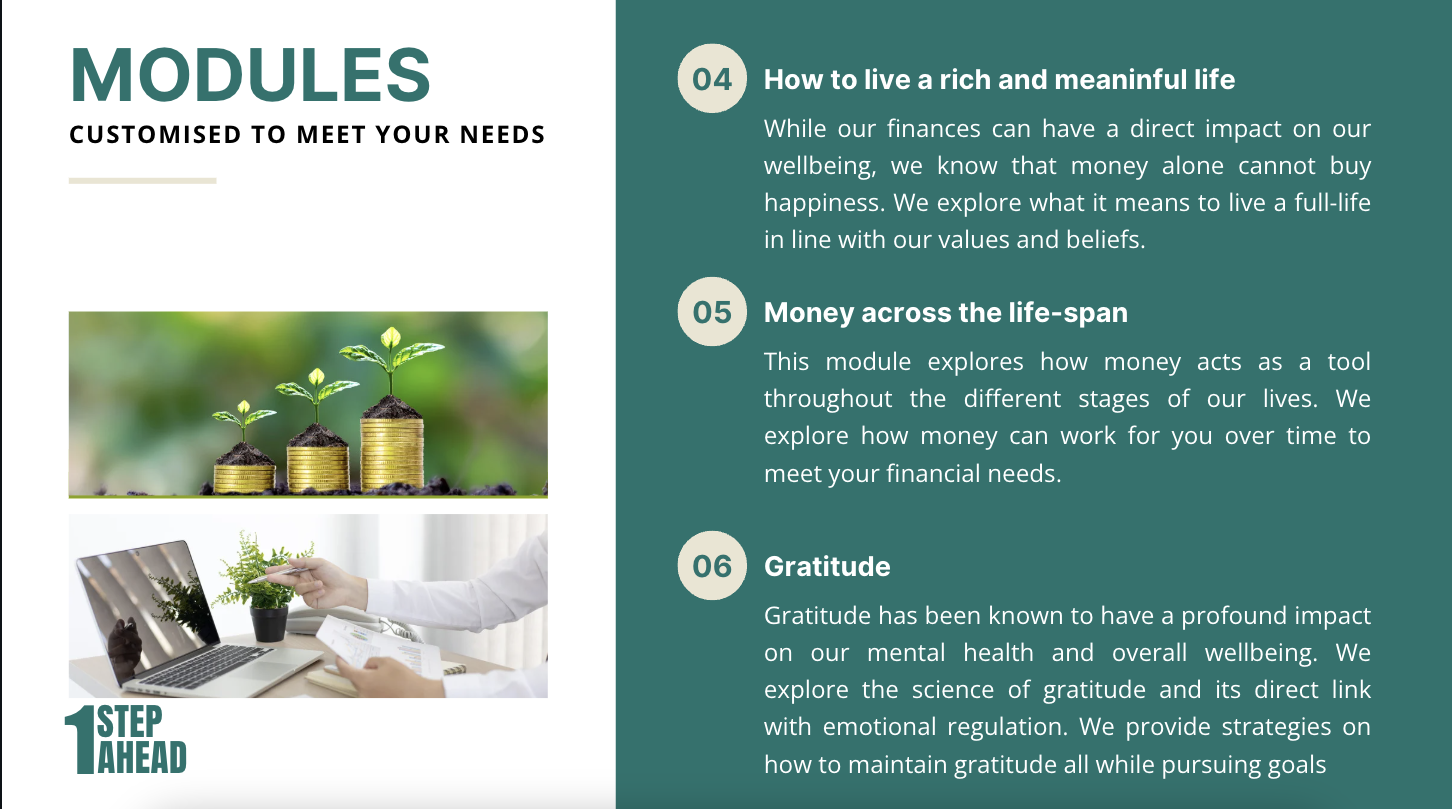 MODULES
CUSTOMISED TO MEET YOUR NEEDS
1 STEP
AHEAD
04
How to live a rich and meaninful life
While our finances can have a direct impact on our
wellbeing, we know that money alone cannot buy
happiness. We explore what it means to live a full-life
in line with our values and beliefs.
05
Money across the life-span
This module explores how money acts as a tool
throughout the different stages of our lives. We
explore how money can work for you over time to
meet your financial needs.
06
Gratitude
Gratitude has been known to have a profound impact
on our mental health and overall wellbeing. We
explore the science of gratitude and its direct link
with emotional regulation. We provide strategies on
how to maintain gratitude all while pursuing goals